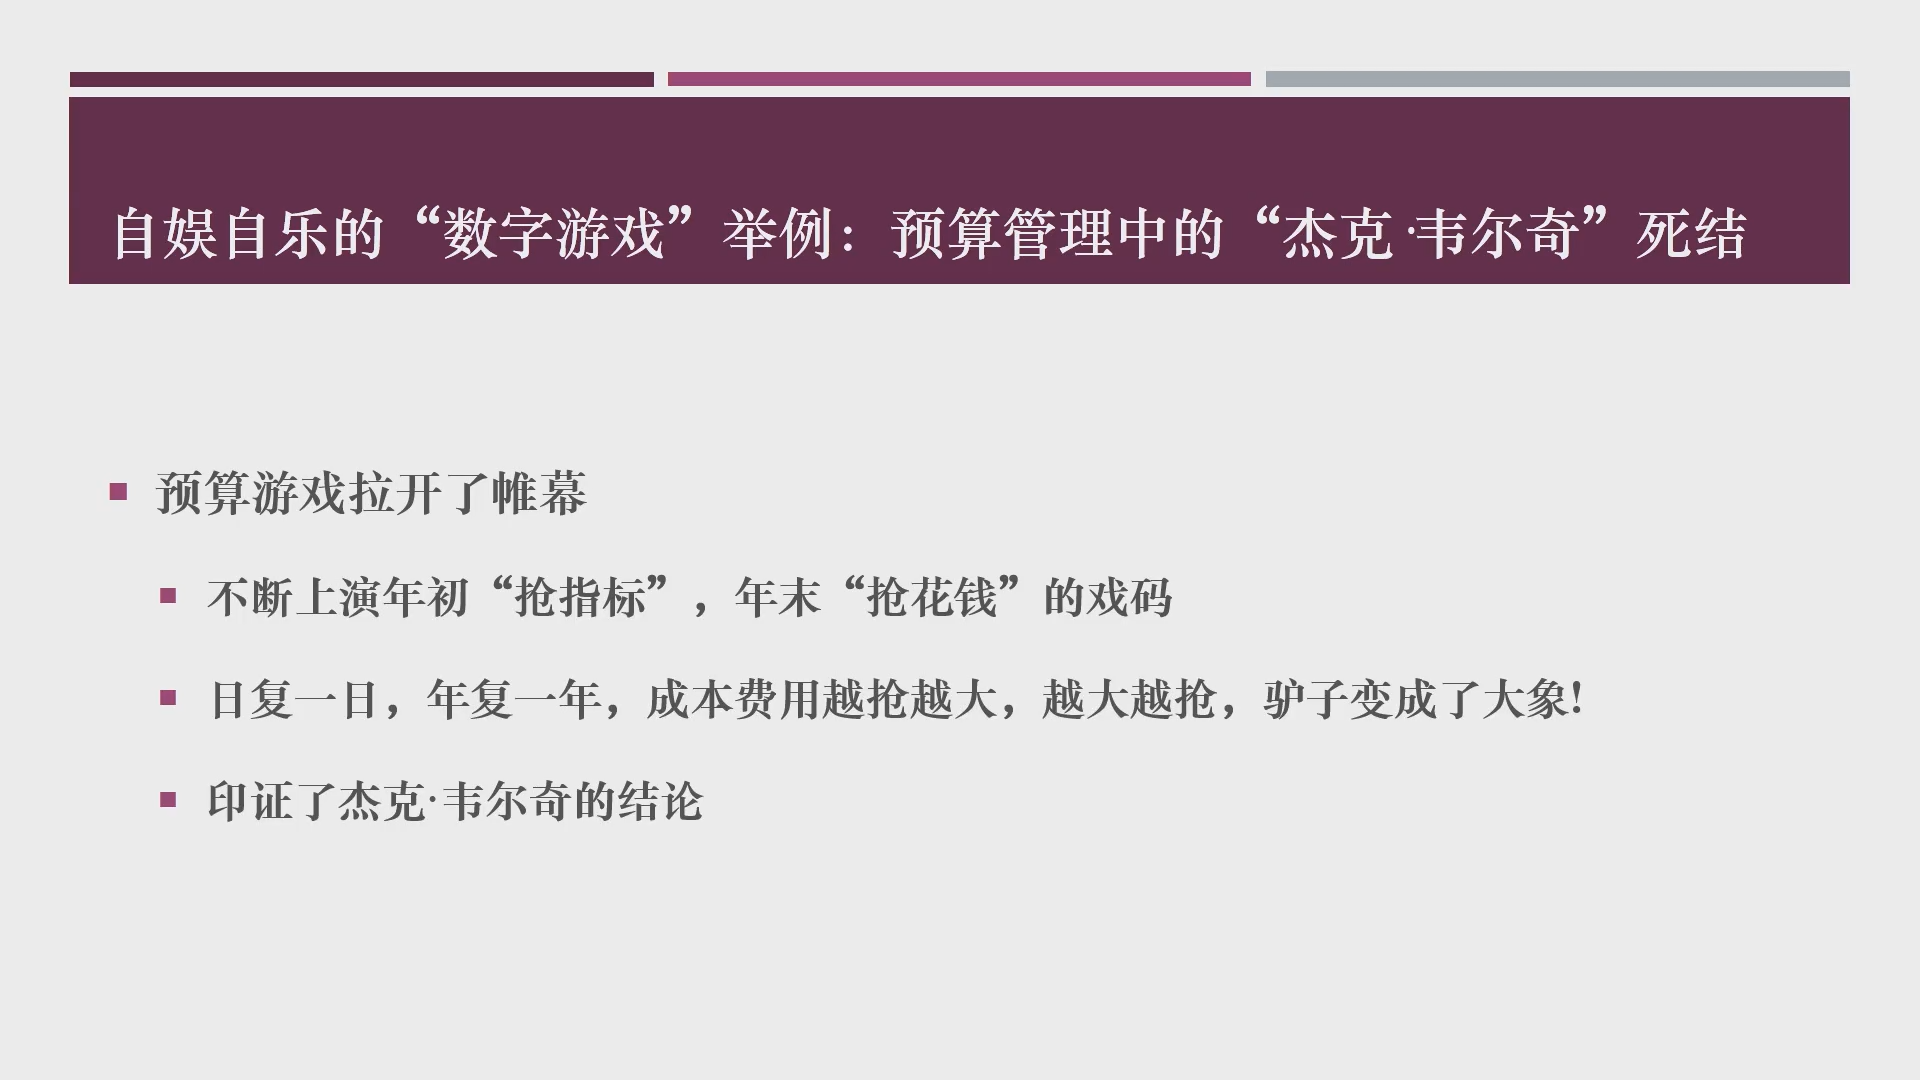 自娱自乐的“数字游戏”举例：预算管理中的“杰克·韦尔奇”死结
预算游戏拉开了帷幕
不断上演年初“抢指标”，年末“抢花钱”的戏码
日复一日，年复一年，成本费用越抢越大，越大越抢，驴子变成了大象！
印证了杰克·韦尔奇的结论